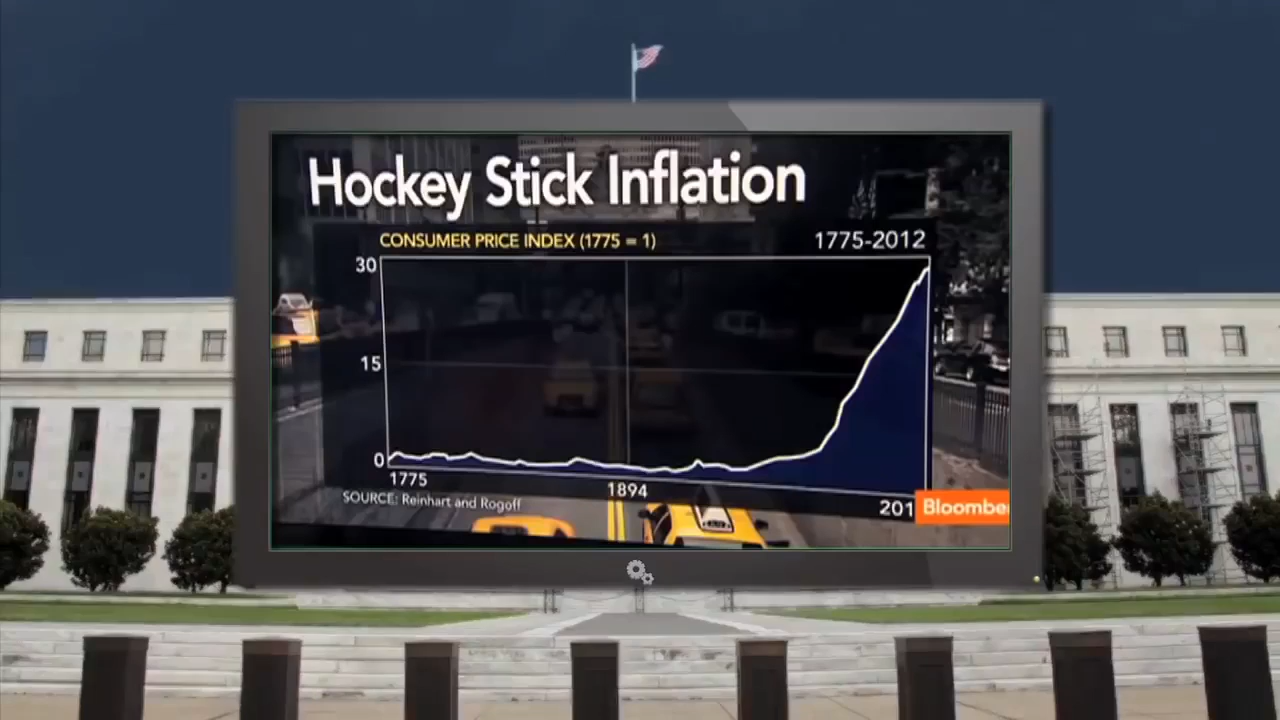 Hockey Stick Inflation
CONSUMER PRICE INDEX (1775 = 1)
1775-2012
30
15
0
1775
1894
201
SOURCE: Reinhart and Rogoff
Bloombe